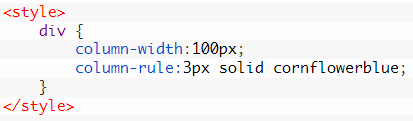 <style>
    div {
        column-width:100px;
        column-rule:3px solid cornflowerblue;
    }
</style>